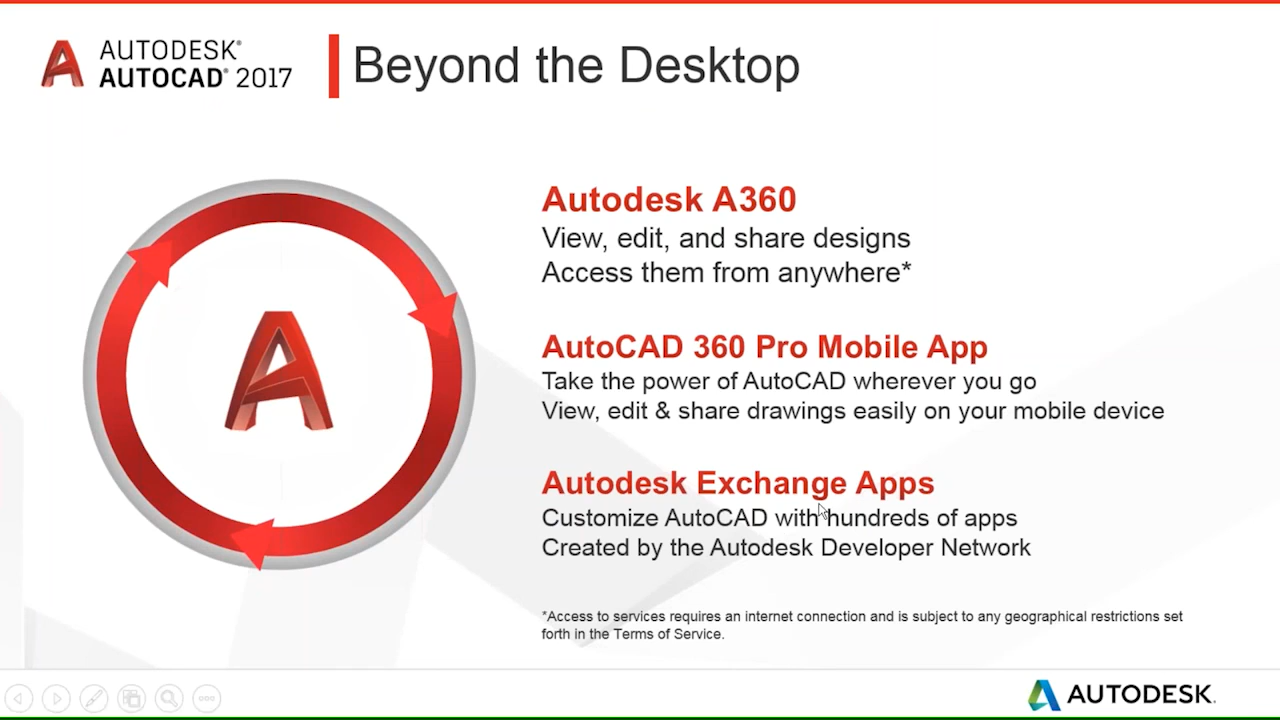 AUTODESK®
AUTOCAD® 2017
Beyond the Desktop
Autodesk A360
View, edit, and share designs
Access them from anywhere*
AutoCAD 360 Pro Mobile App
Take the power of AutoCAD wherever you go
View, edit & share drawings easily on your mobile device
Autodesk Exchange Apps
Customize AutoCAD with hundreds of apps
Created by the Autodesk Developer Network
*Access to services requires an internet connection and is subject to any geographical restrictions set
forth in the Terms of Service.
AUTODESK.